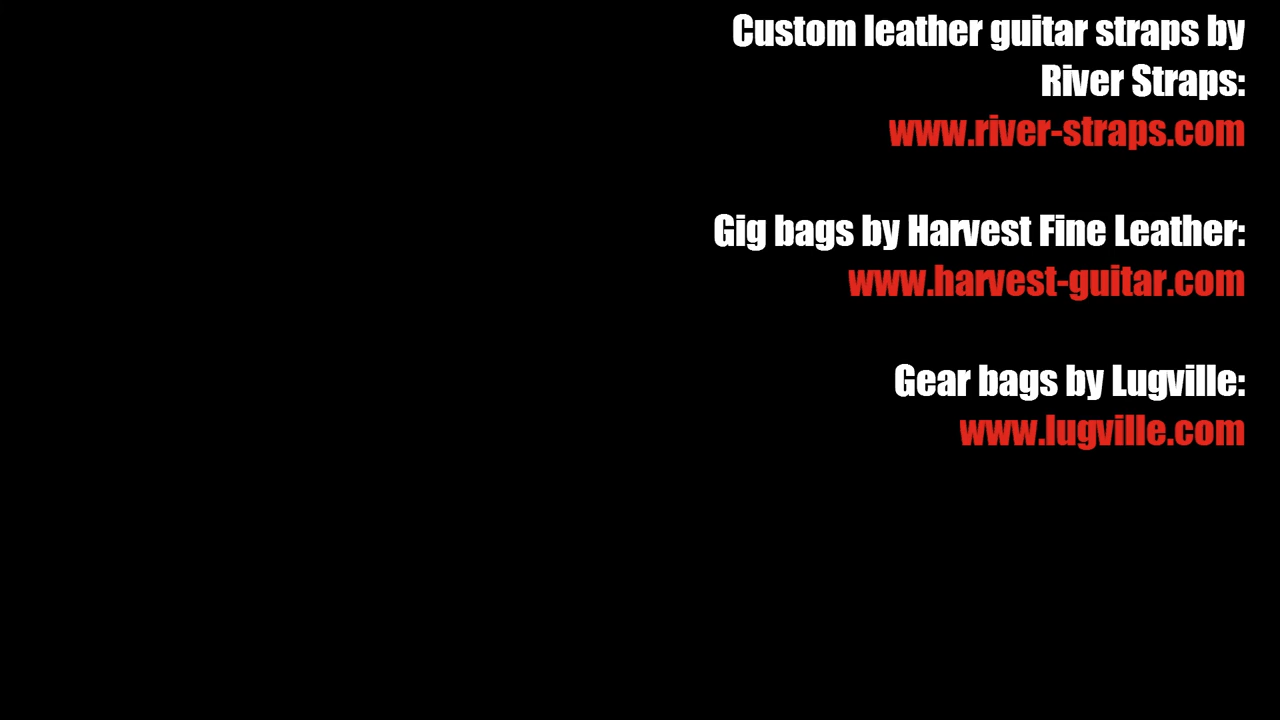 Custom leather guitar straps by
River Straps:
www.river-straps.com
Gig bags by Harvest Fine Leather:
www.harvest-guitar.com
Gear bags by Lugville:
www.lugville.com